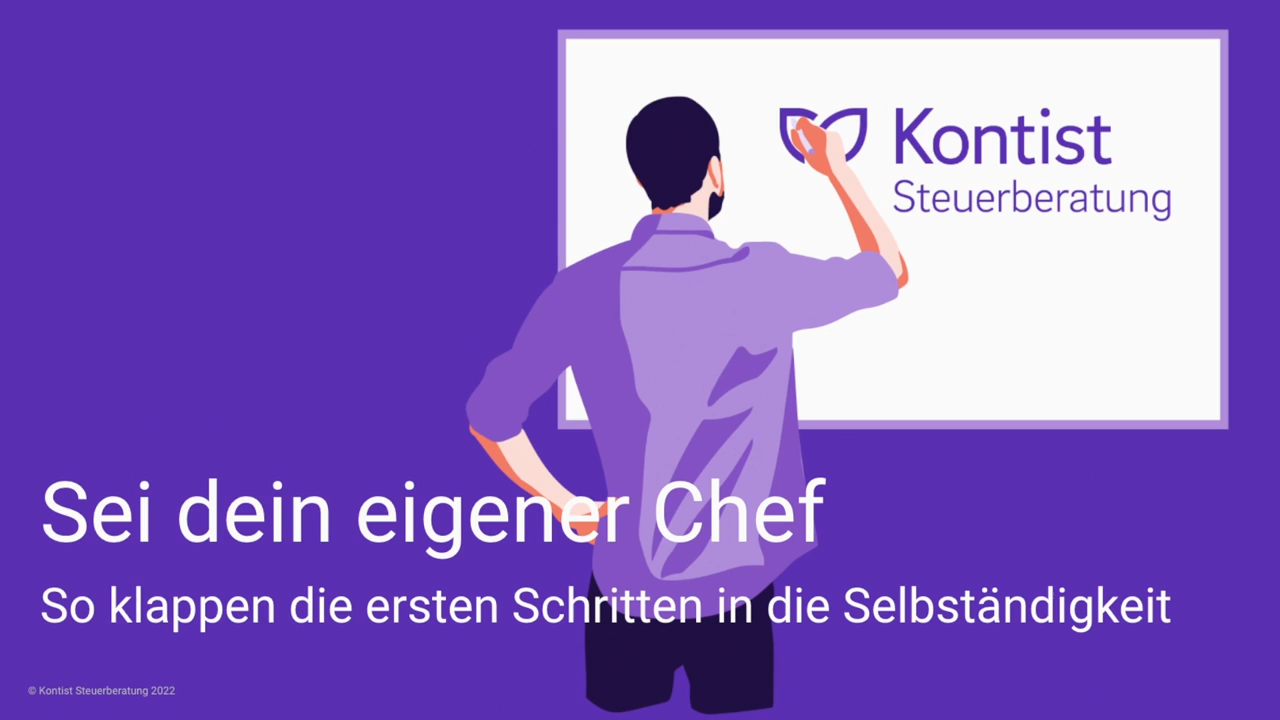 Kontist
Steuerberatung
Sei dein eigener Chef
So klappen die ersten Schritten in die Selbständigkeit
© Kontist Steuerberatung 2022